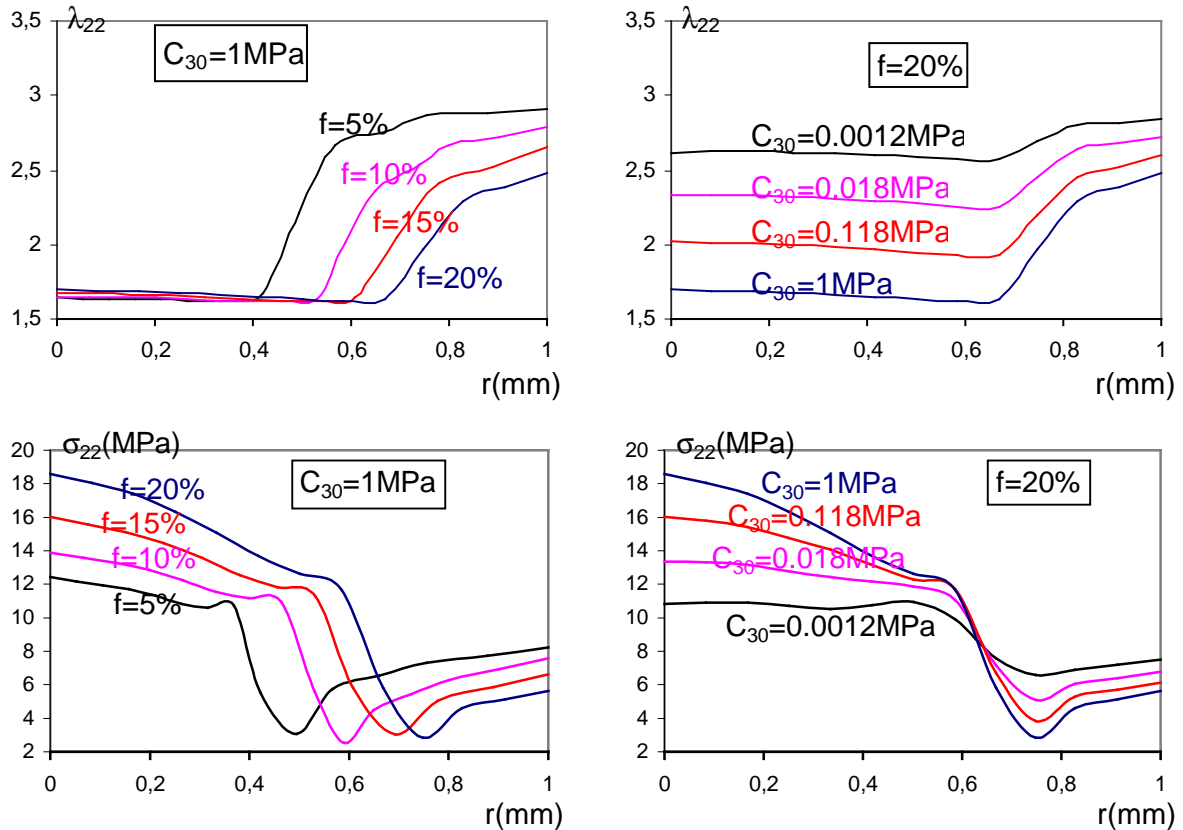 λ22
3,5
3
2,5
2
1,5
C30=1MPa
f=5%
f=10%
f=15%
f=20%
0 0,2 0,4 0,6 0,8 1
r(mm)
λ22
3,5
3
2,5
2
1,5
f=20%
C30=0.0012MPa
C30=0.018MPa
C30=0.118MPa
C30=1MPa
0 0,2 0,4 0,6 0,8 1
r(mm)
σ22(MPa)
20
18
16
14
12
10
8
6
4
2
C30=1MPa
f=20%
f=15%
f=10%
f=5%
0 0,2 0,4 0,6 0,8 1
r(mm)
σ22(MPa)
20
18
16
14
12
10
8
6
4
2
f=20%
C30=1MPa
C30=0.118MPa
C30=0.018MPa
C30=0.0012MPa
0 0,2 0,4 0,6 0,8 1
r(mm)